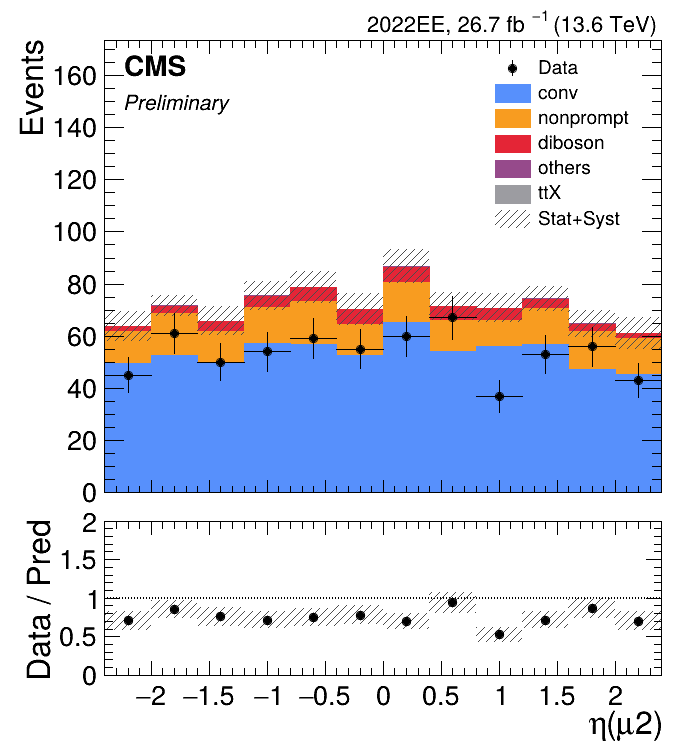 2022EE, 26.7 fb⁻¹ (13.6 TeV)
CMS
Preliminary
Events
Data
conv
nonprompt
diboson
others
ttX
Stat+Syst
160
140
120
100
80
60
40
20
0
Data / Pred
2
1.5
1
0.5
0
−2 −1.5 −1 −0.5 0 0.5 1 1.5 2
η(μ2)